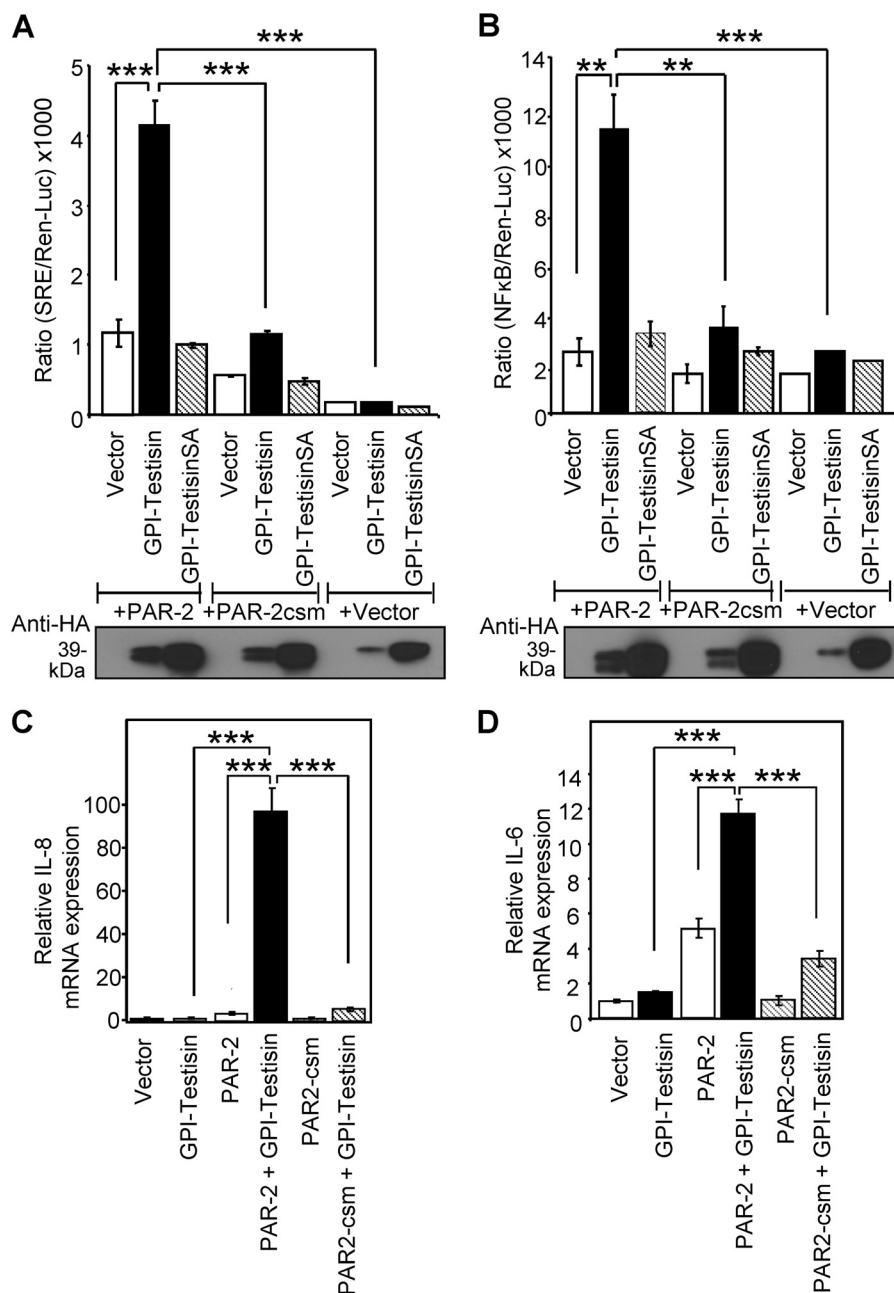 A
***
***
***
Ratio (SRE/Ren-Luc) x1000
5
4
3
2
1
0
Vector
GPI-Testisin
GPI-TestisinSA
Vector
GPI-Testisin
GPI-TestisinSA
Vector
GPI-Testisin
GPI-TestisinSA
+PAR-2 +PAR-2csm +Vector
Anti-HA
39-
kDa
B
***
** **
Ratio (NFκB/Ren-Luc) x1000
14
12
10
8
6
4
2
0
Vector
GPI-Testisin
GPI-TestisinSA
Vector
GPI-Testisin
GPI-TestisinSA
Vector
GPI-Testisin
GPI-TestisinSA
+PAR-2 +PAR-2csm +Vector
Anti-HA
39-
kDa
C
***
*** ***
Relative IL-8
mRNA expression
100
80
60
40
20
0
Vector
GPI-Testisin
PAR-2
PAR-2 + GPI-Testisin
PAR2-csm
PAR2-csm + GPI-Testisin
D
***
*** ***
Relative IL-6
mRNA expression
14
12
10
8
6
4
2
0
Vector
GPI-Testisin
PAR-2
PAR-2 + GPI-Testisin
PAR2-csm
PAR2-csm + GPI-Testisin